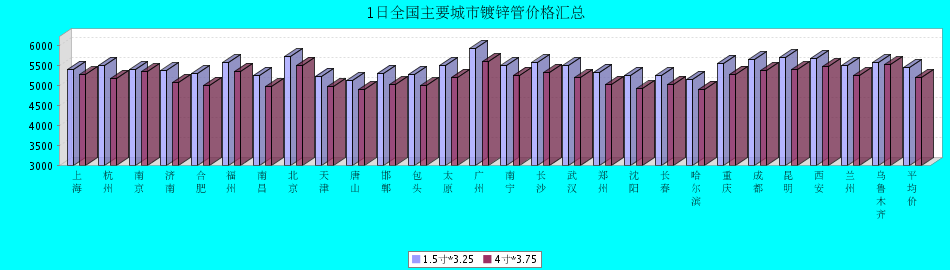 1日全国主要城市镀锌管价格汇总
6000
5500
5000
4500
4000
3500
3000
上海
杭州
南京
济南
合肥
福州
南昌
北京
天津
唐山
邯郸
包头
太原
广州
南宁
长沙
武汉
郑州
沈阳
长春
哈尔滨
重庆
成都
昆明
西安
兰州
乌鲁木齐
平均价
1.5寸*3.25
4寸*3.75